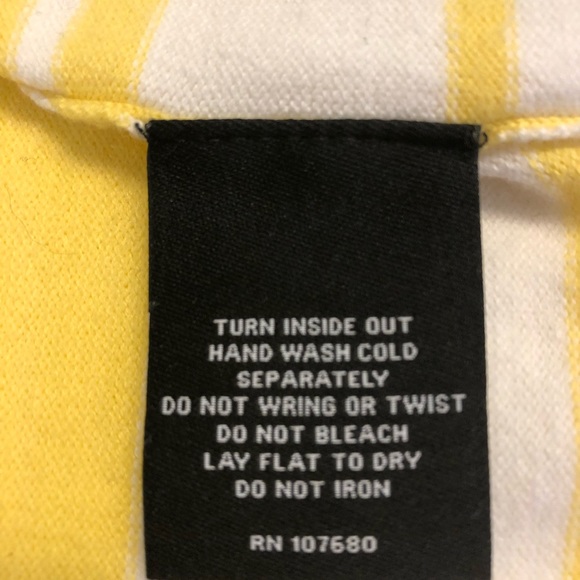 TURN INSIDE OUT
HAND WASH COLD
SEPARATELY
DO NOT WRING OR TWIST
DO NOT BLEACH
LAY FLAT TO DRY
DO NOT IRON
RN 107680